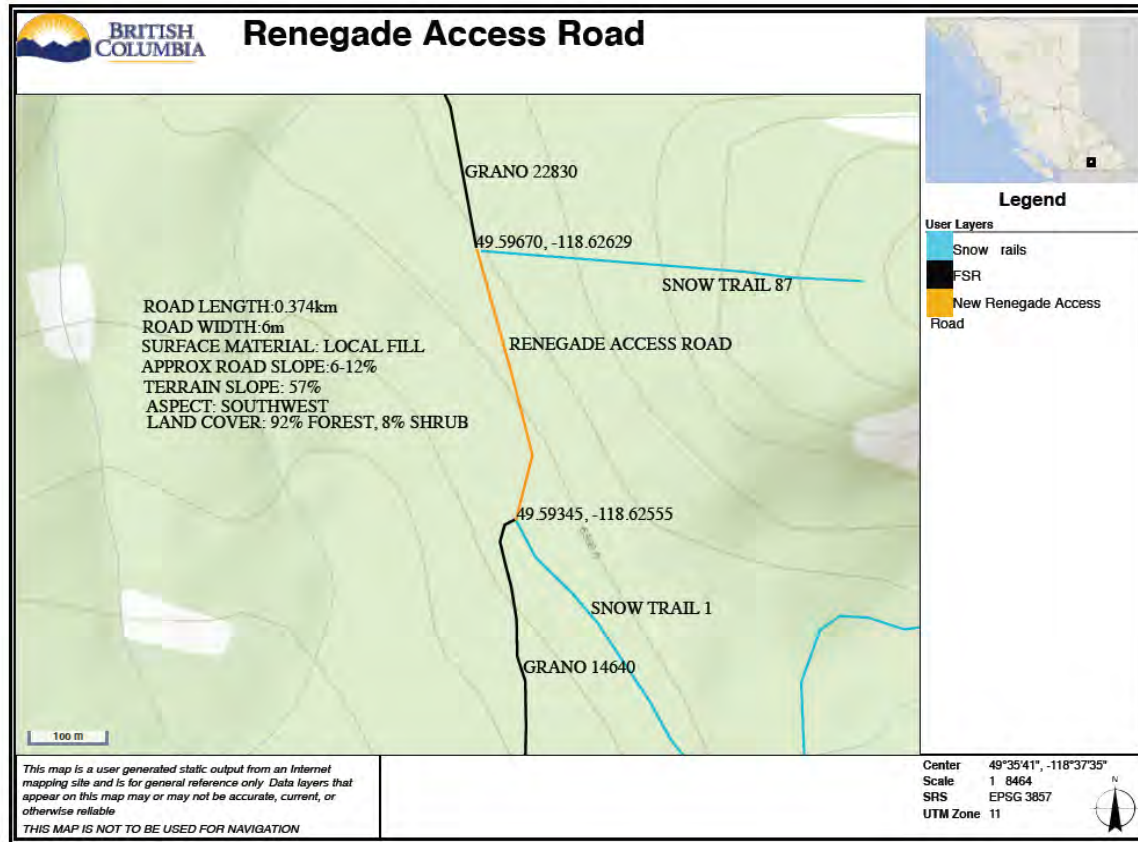 BRITISH
COLUMBIA
Renegade Access Road
GRANO 22830
49.59670, -118.62629
SNOW TRAIL 87
ROAD LENGTH:0.374km
ROAD WIDTH:6m
SURFACE MATERIAL: LOCAL FILL
APPROX ROAD SLOPE:6-12%
TERRAIN SLOPE: 57%
ASPECT: SOUTHWEST
LAND COVER: 92% FOREST, 8% SHRUB
RENEGADE ACCESS ROAD
49.59345, -118.62555
SNOW TRAIL 1
GRANO 14640
100 m
Legend
User Layers
Snow rails
FSR
New Renegade Access
Road
This map is a user generated static output from an Internet
mapping site and is for general reference only Data layers that
appear on this map may or may not be accurate, current, or
otherwise reliable
THIS MAP IS NOT TO BE USED FOR NAVIGATION
Center 49°35'41", -118°37'35"
Scale 1 8464
SRS EPSG 3857
UTM Zone 11
N